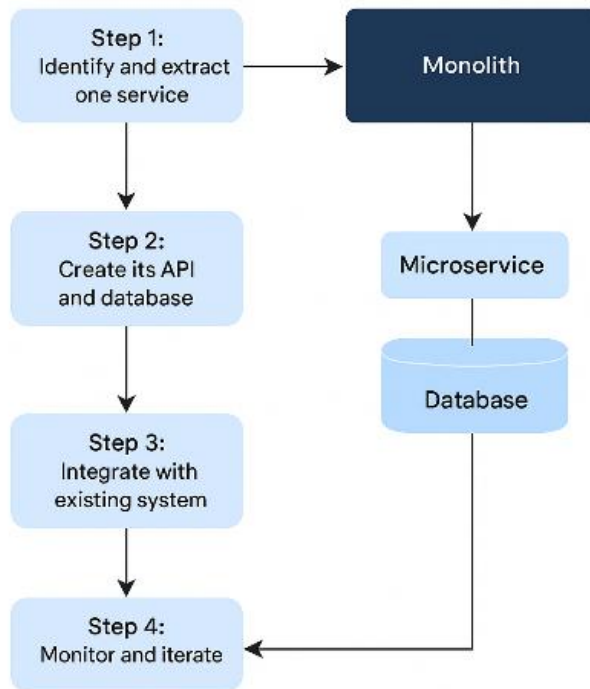 Step 1:
Identify and extract
one service
Monolith
Step 2:
Create its API
and database
Microservice
Database
Step 3:
Integrate with
existing system
Step 4:
Monitor and iterate